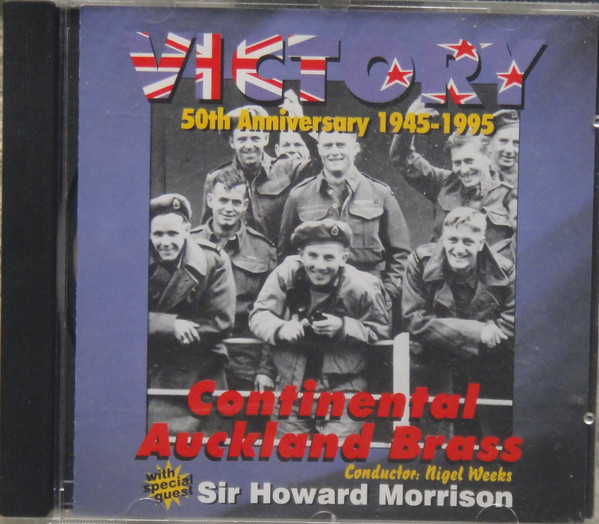 VICTORY
50th Anniversary 1945-1995
Continental
Auckland Brass
Conductor: Nigel Weeks
with
special
guest
Sir Howard Morrison